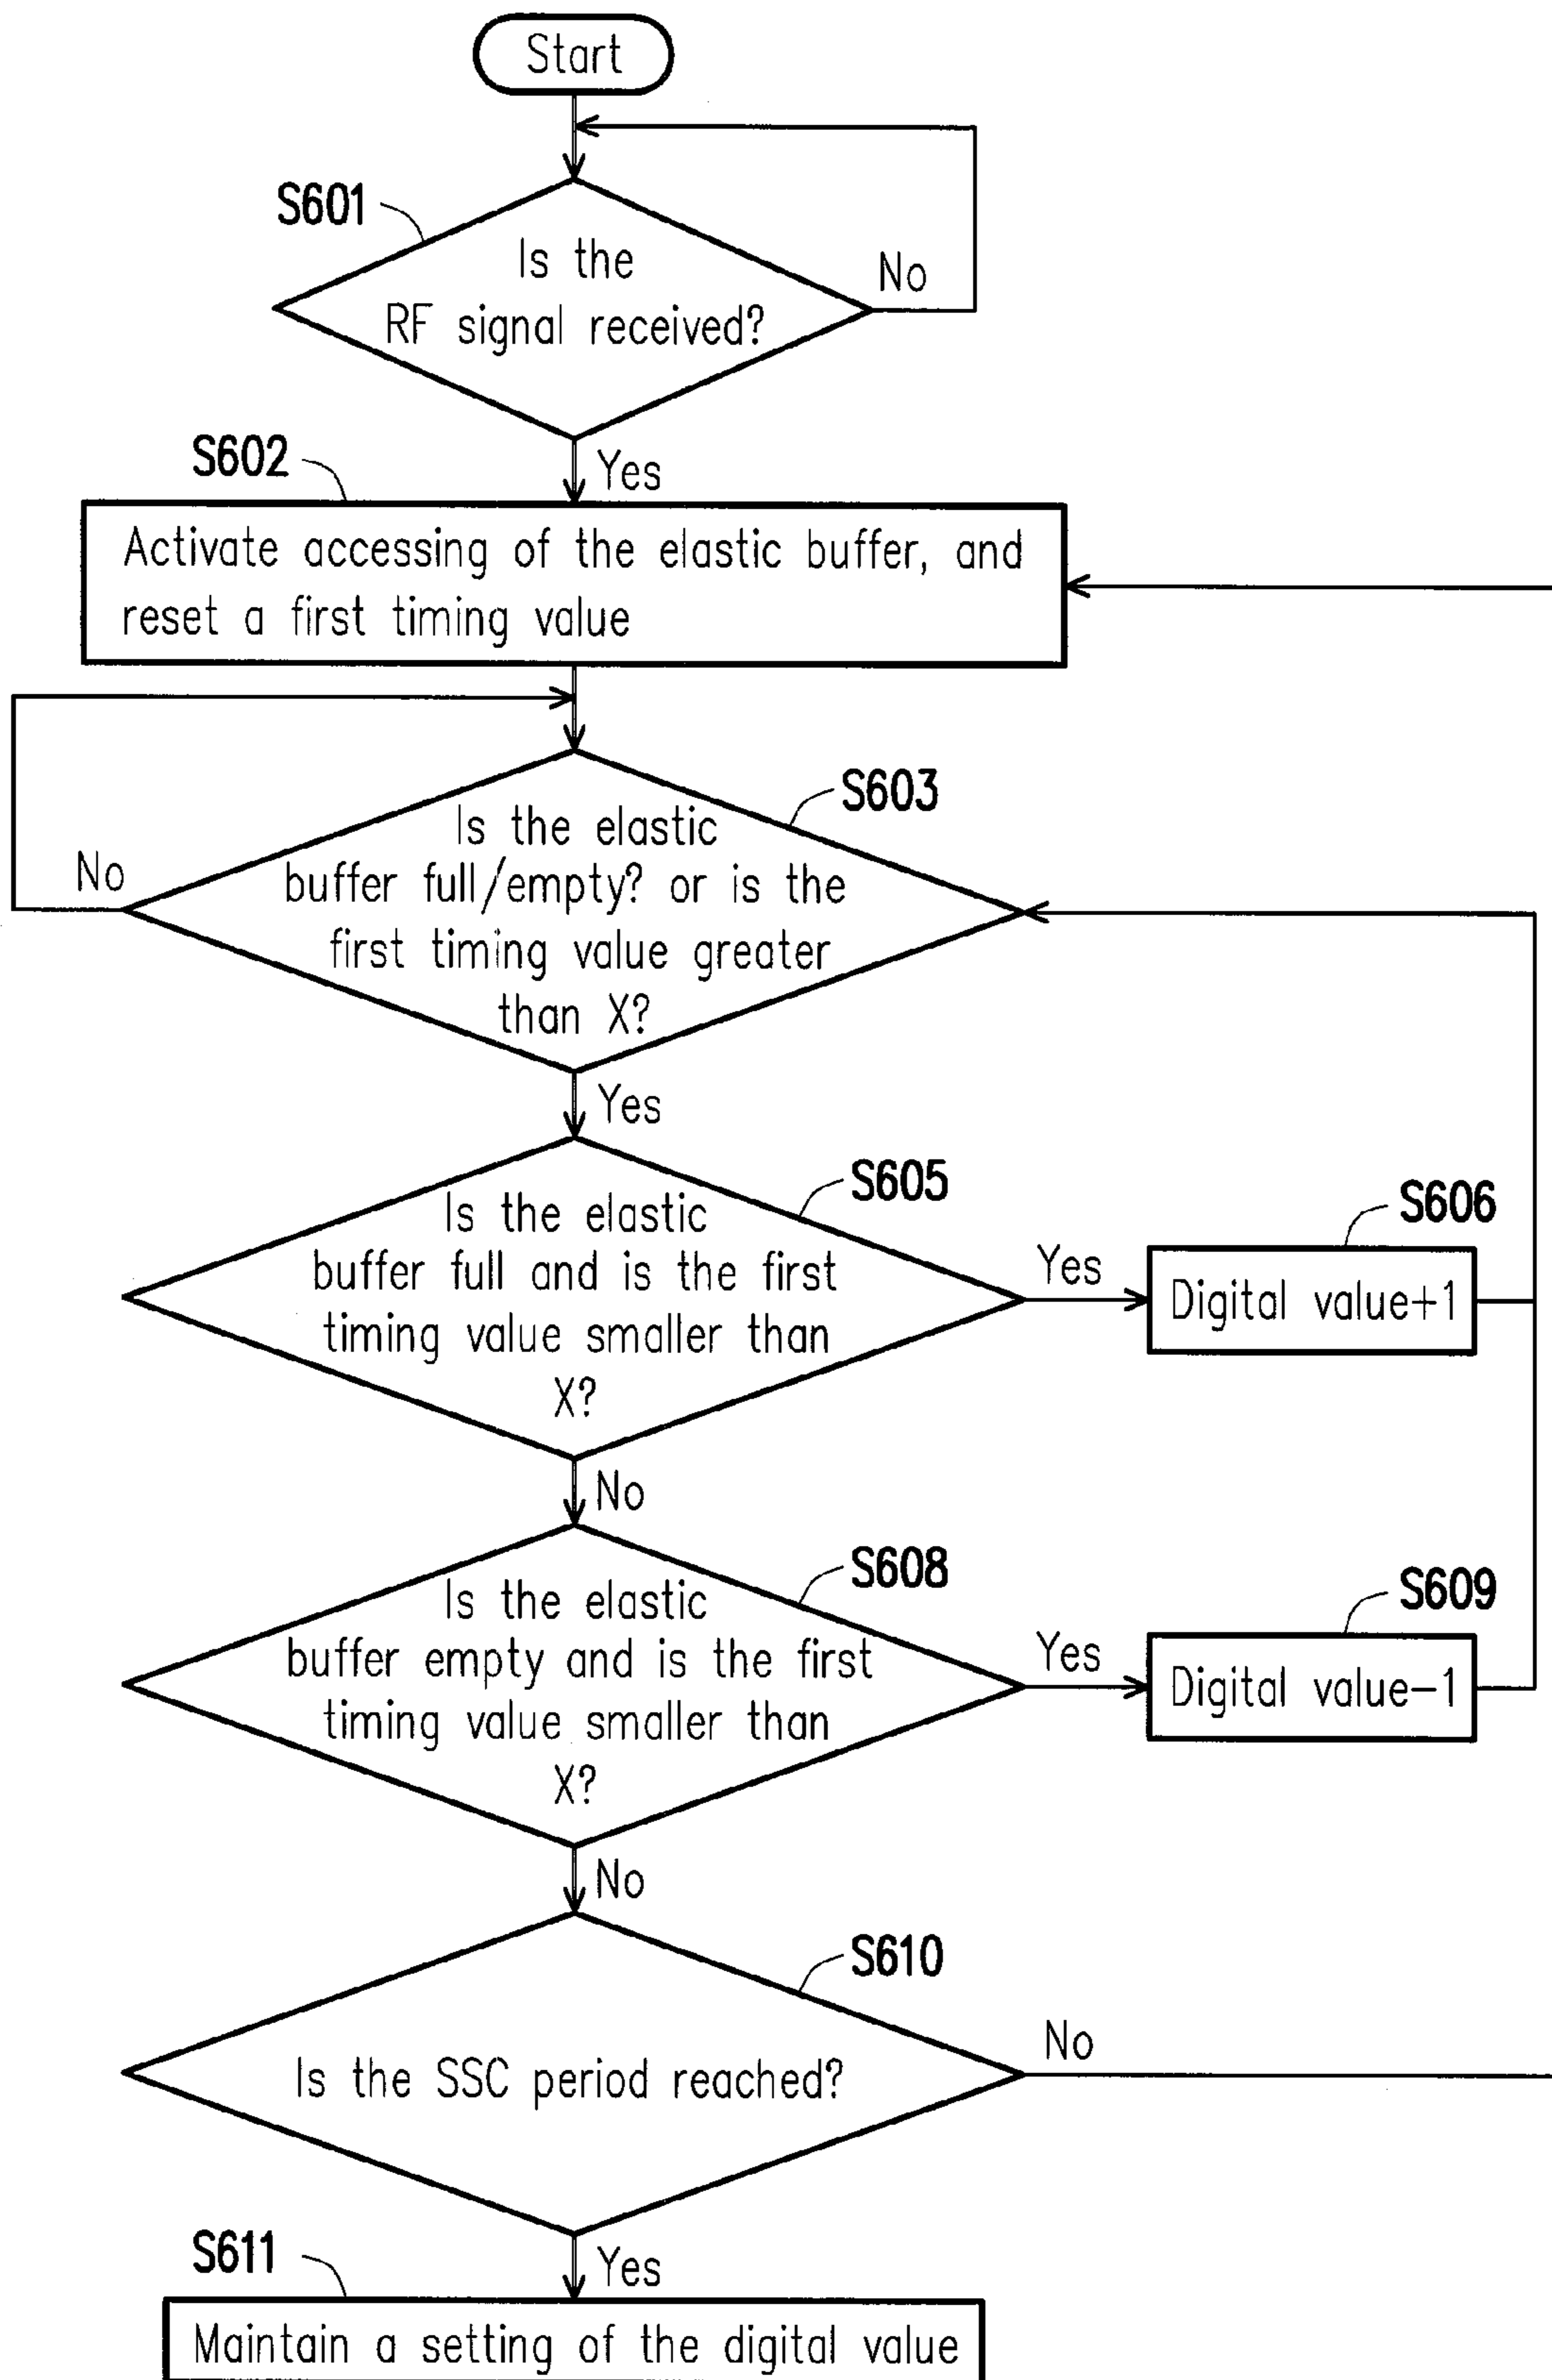 Start
S601
Is the
RF signal received?
No
Yes
S602
Activate accessing of the elastic buffer, and
reset a first timing value
S603
Is the elastic
buffer full/empty? or is the
first timing value greater
than X?
No
Yes
S605
Is the elastic
buffer full and is the first
timing value smaller than
X?
Yes
S606
Digital value+1
No
S608
Is the elastic
buffer empty and is the first
timing value smaller than
X?
Yes
S609
Digital value-1
No
S610
Is the SSC period reached?
No
Yes
S611
Maintain a setting of the digital value